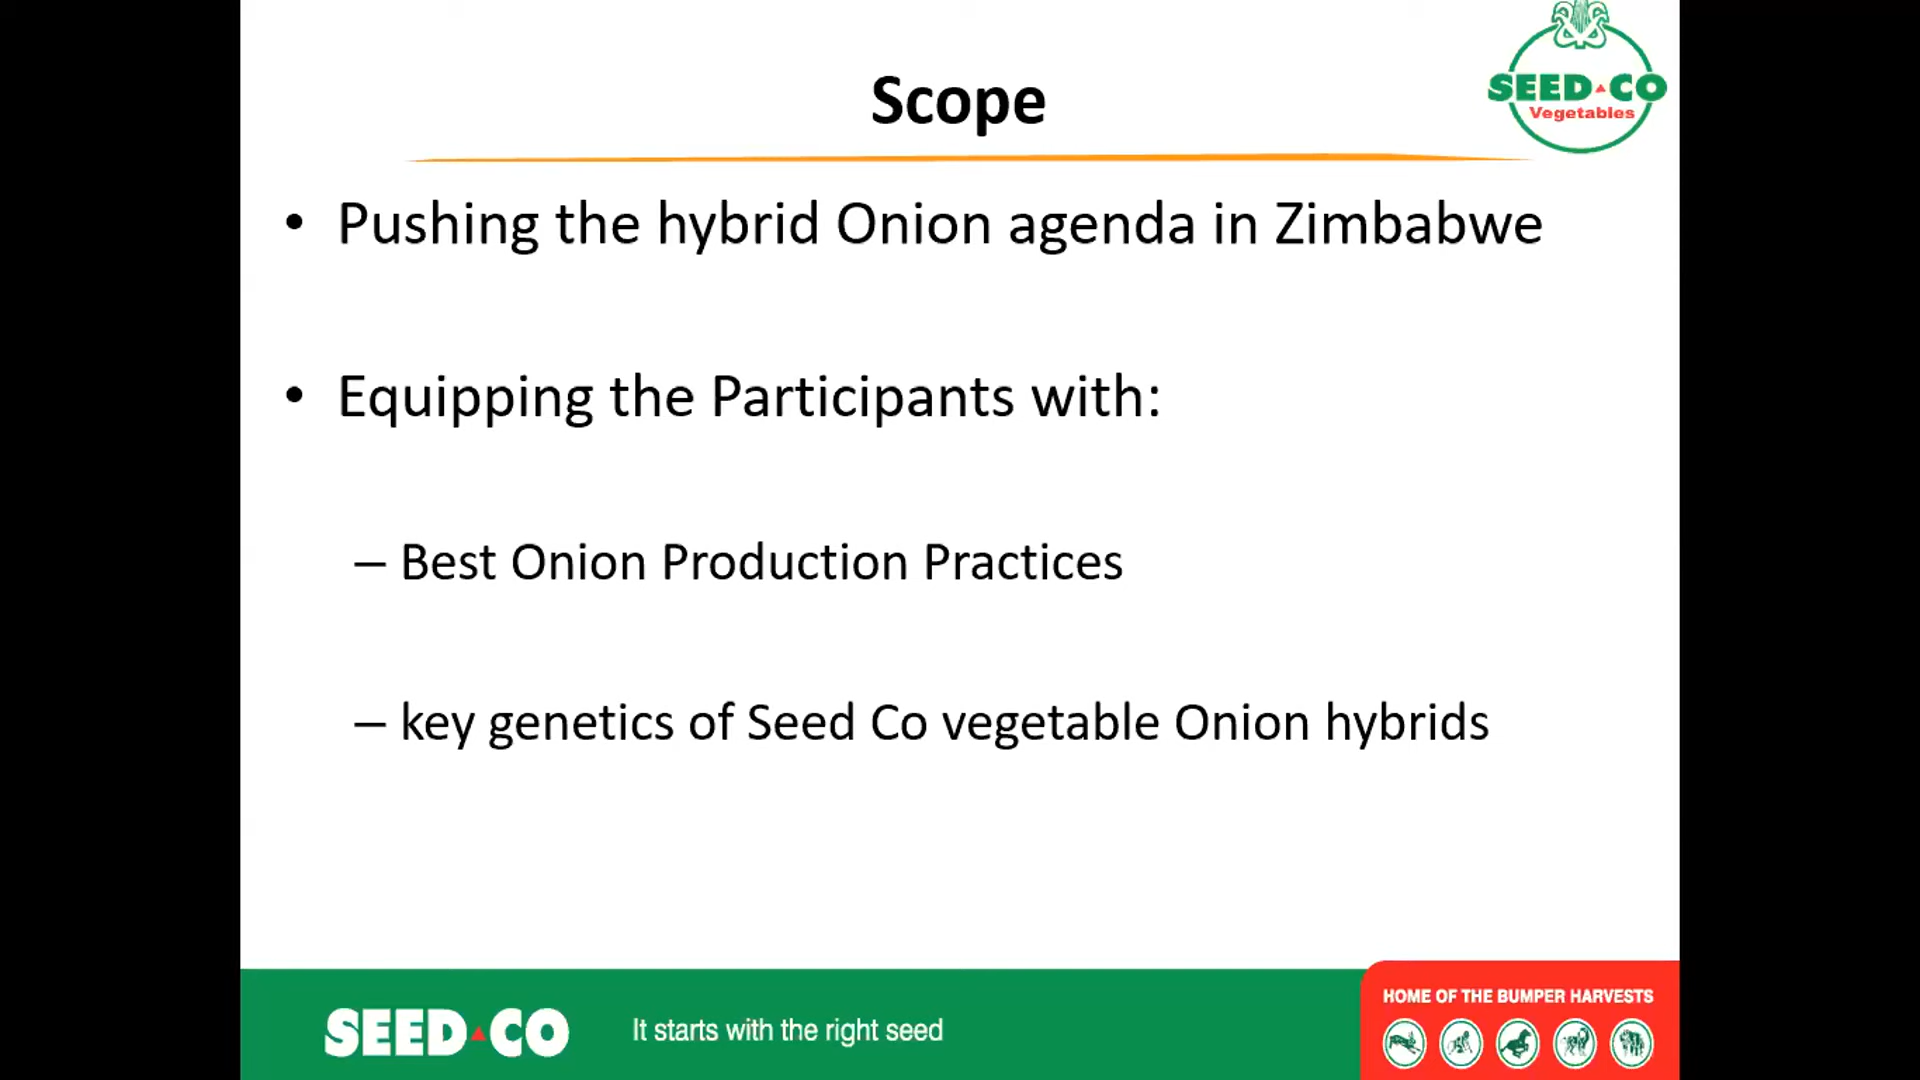 Scope
SEED CO
Vegetables
• Pushing the hybrid Onion agenda in Zimbabwe
• Equipping the Participants with:
– Best Onion Production Practices
– key genetics of Seed Co vegetable Onion hybrids
SEED CO
It starts with the right seed
HOME OF THE BUMPER HARVESTS